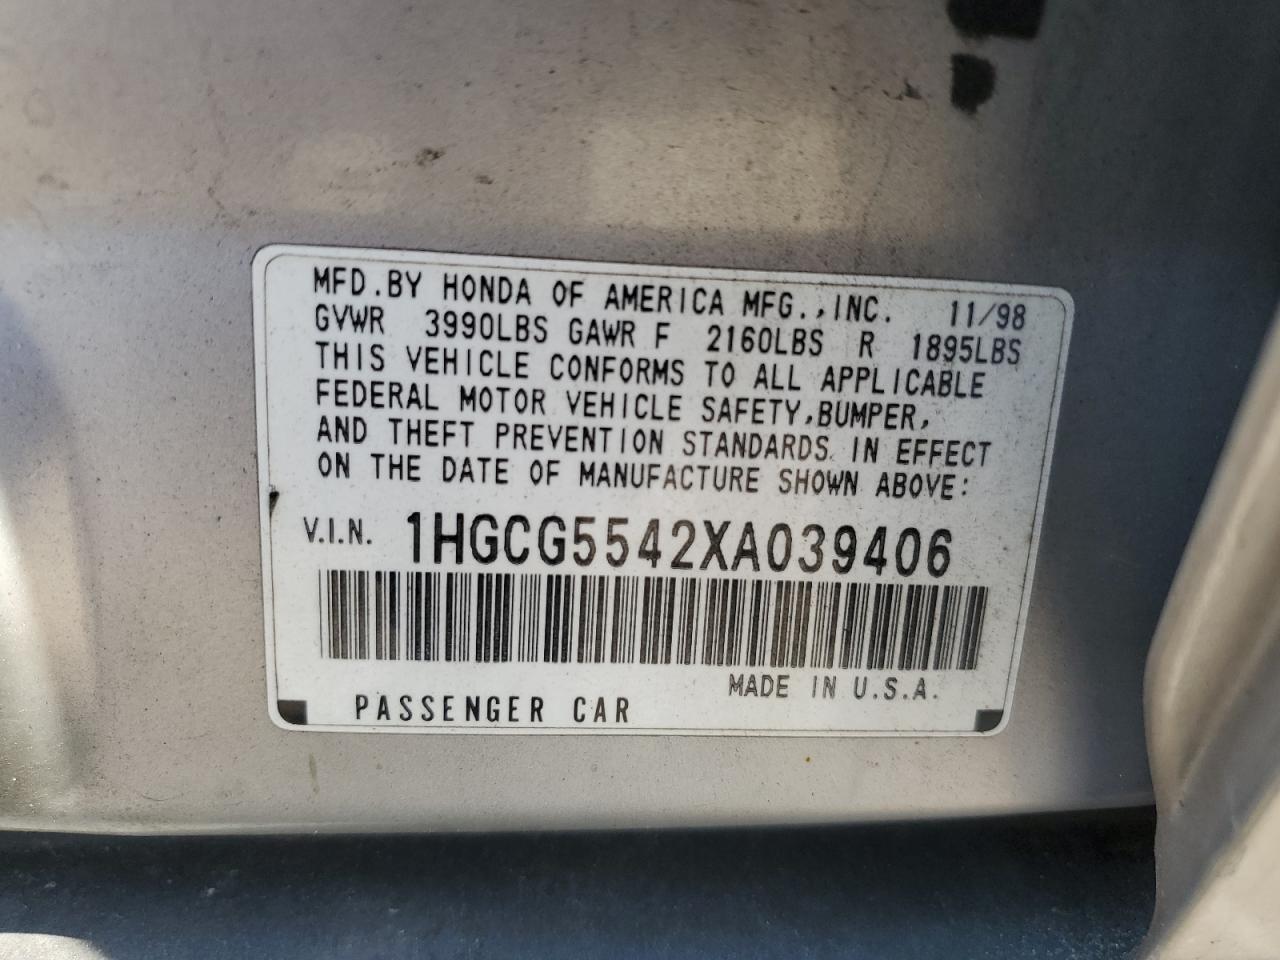 MFD.BY HONDA OF AMERICA MFG.,INC. 11/98
GVWR 3990LBS GAWR F 2160LBS R 1895LBS
THIS VEHICLE CONFORMS TO ALL APPLICABLE
FEDERAL MOTOR VEHICLE SAFETY,BUMPER,
AND THEFT PREVENTION STANDARDS IN EFFECT
ON THE DATE OF MANUFACTURE SHOWN ABOVE:
V.I.N. 1HGCG5542XA039406
MADE IN U.S.A.
PASSENGER CAR